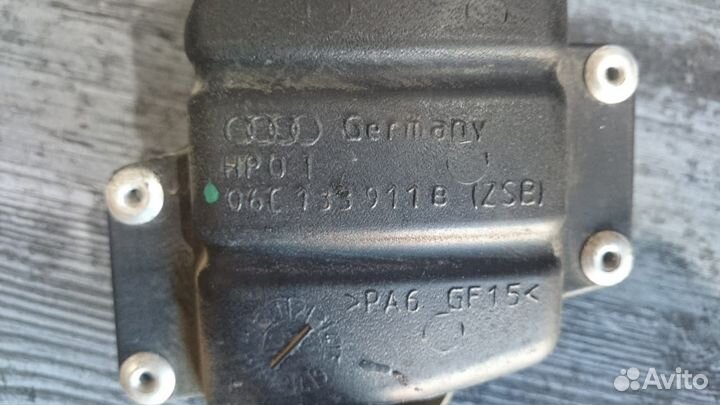 Germany
HP01
06C 133 911 B (ZSB)
>PA6 GF15<
Avito